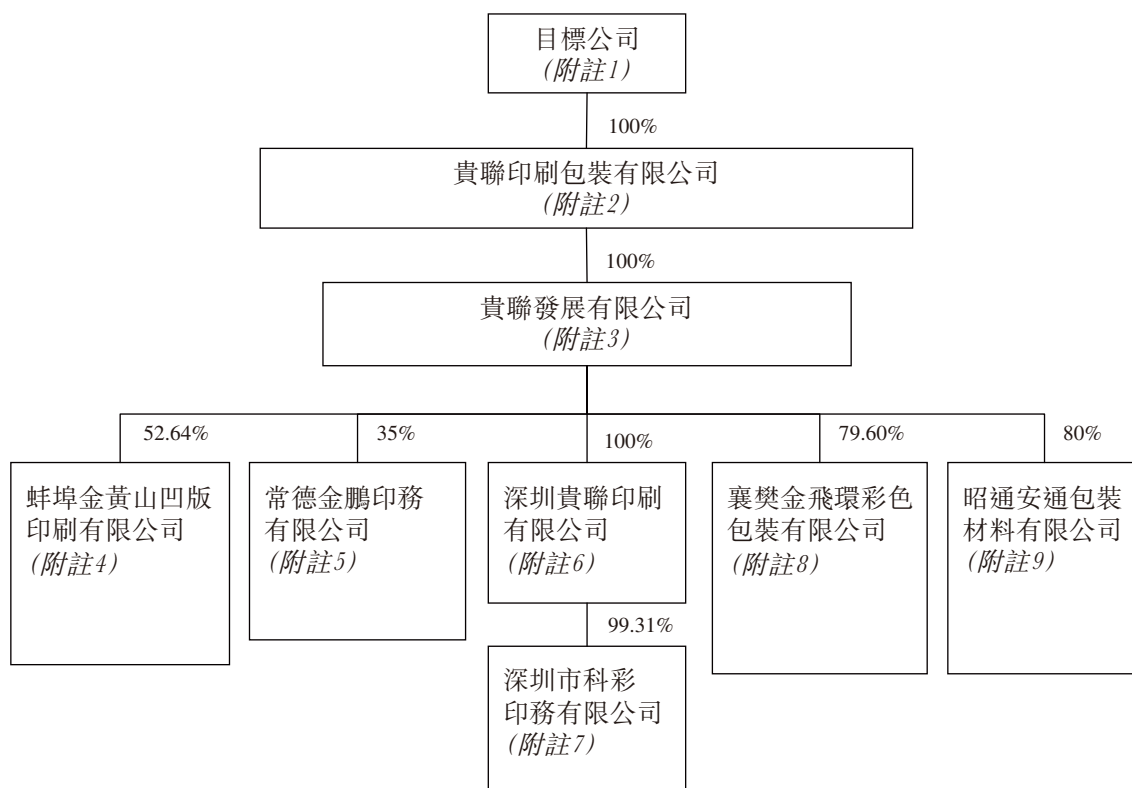 目標公司
(附註1)
100%
貴聯印刷包裝有限公司
(附註2)
100%
貴聯發展有限公司
(附註3)
52.64%
35%
100%
79.60%
80%
蚌埠金黃山凹版
印刷有限公司
(附註4)
常德金鵬印務
有限公司
(附註5)
深圳貴聯印刷
有限公司
(附註6)
襄樊金飛環彩色
包裝有限公司
(附註8)
昭通安通包裝
材料有限公司
(附註9)
99.31%
深圳市科彩
印務有限公司
(附註7)